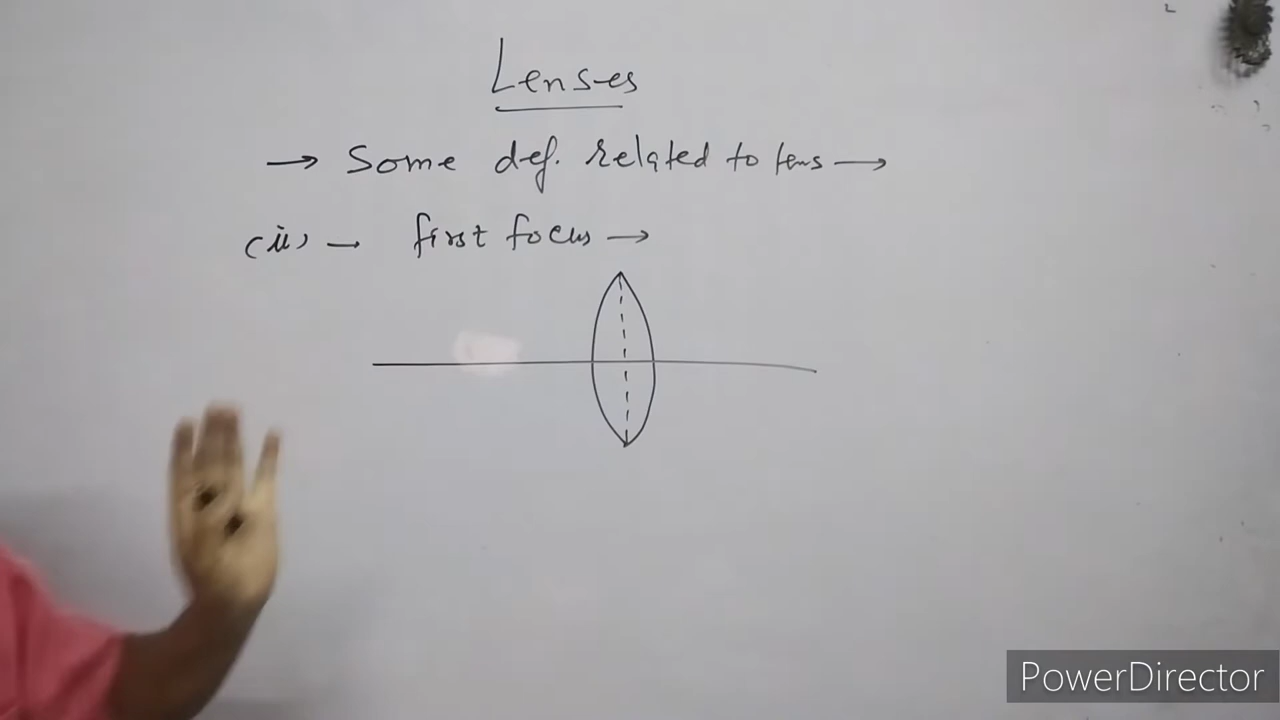 Lenses
→ Some def. related to lens →
(ii) → first focus →
PowerDirector